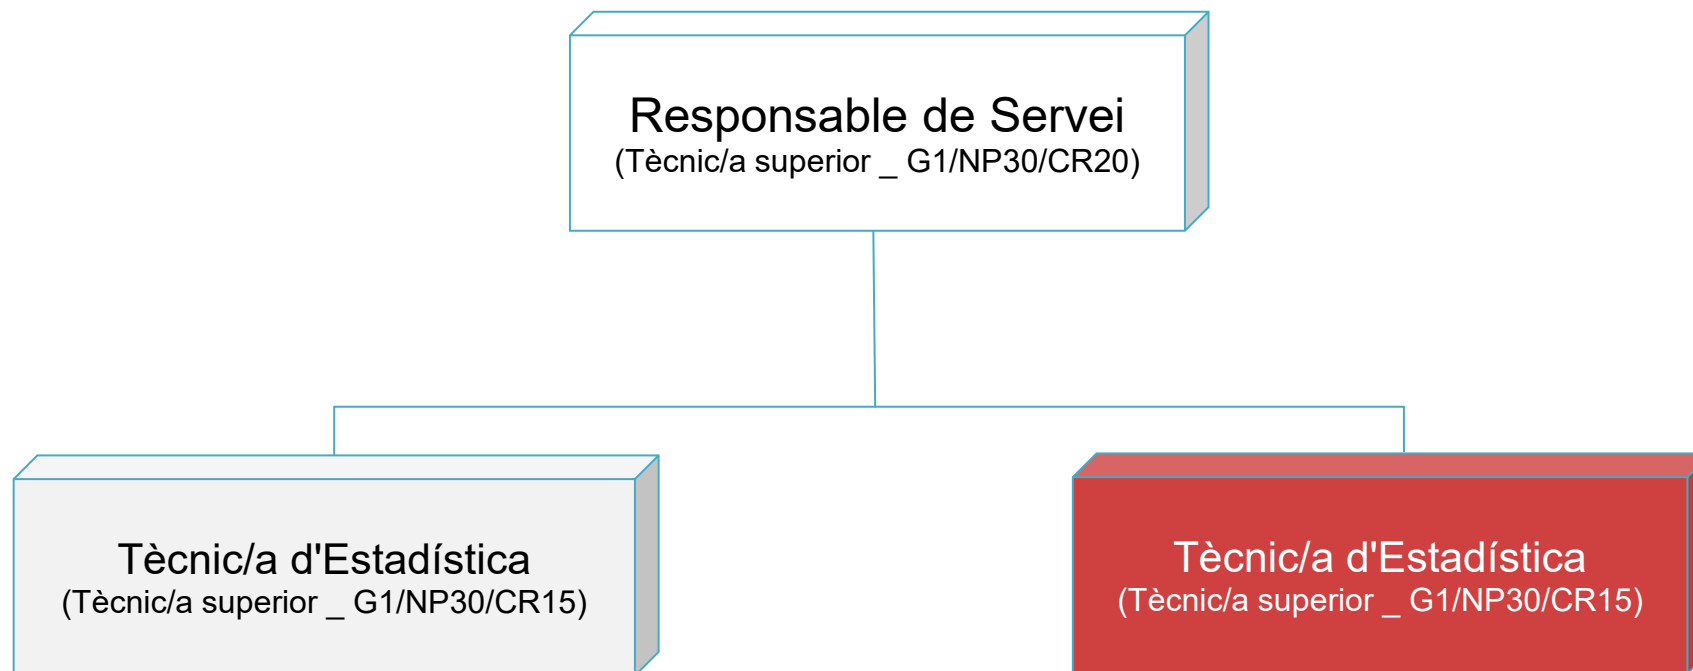 Responsable de Servei
(Tècnic/a superior _ G1/NP30/CR20)
Tècnic/a d'Estadística
(Tècnic/a superior _ G1/NP30/CR15)
Tècnic/a d'Estadística
(Tècnic/a superior _ G1/NP30/CR15)